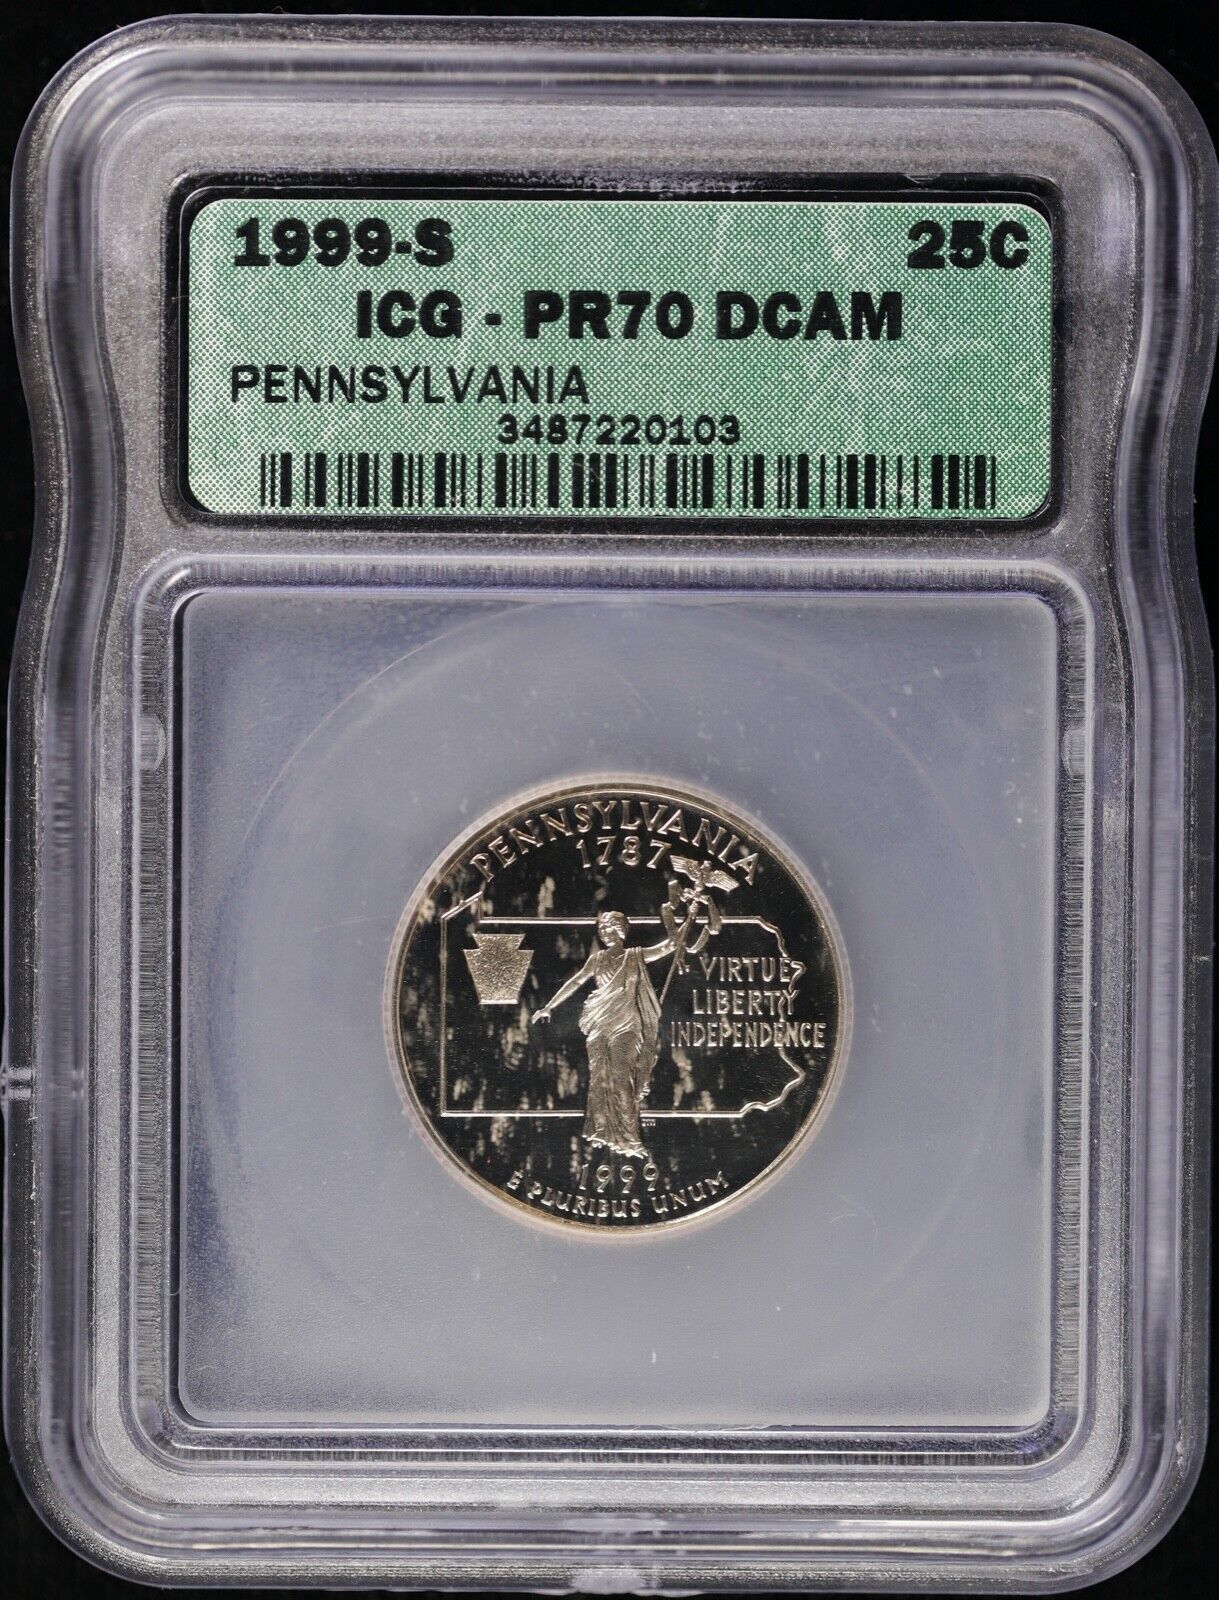 1999-S 25C
ICG - PR70 DCAM
PENNSYLVANIA
3487220103
PENNSYLVANIA
1787
VIRTUE
LIBERTY
INDEPENDENCE
1999
E PLURIBUS UNUM